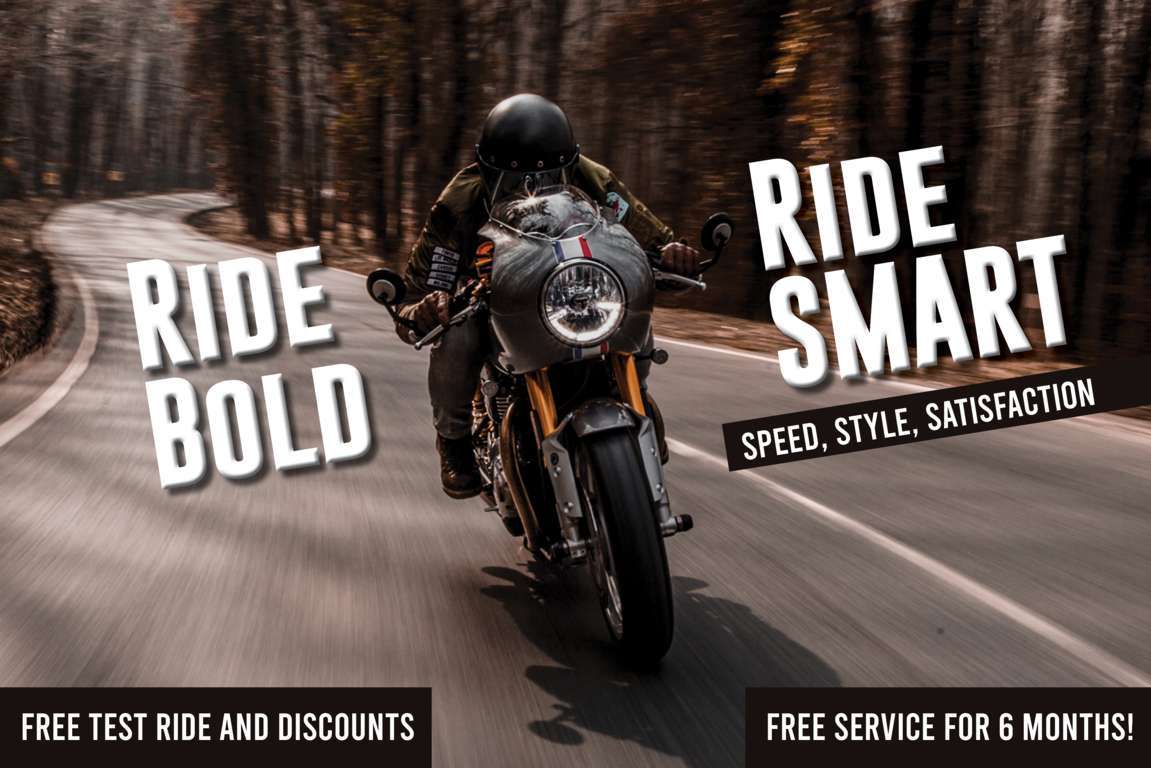 RIDE
BOLD
RIDE
SMART
SPEED, STYLE, SATISFACTION
FREE TEST RIDE AND DISCOUNTS
FREE SERVICE FOR 6 MONTHS!